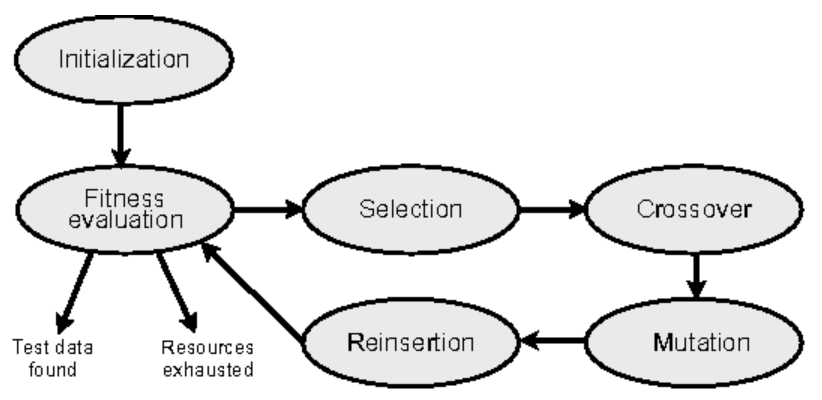 Initialization
Fitness
evaluation
Selection
Crossover
Reinsertion
Mutation
Test data
found
Resources
exhausted